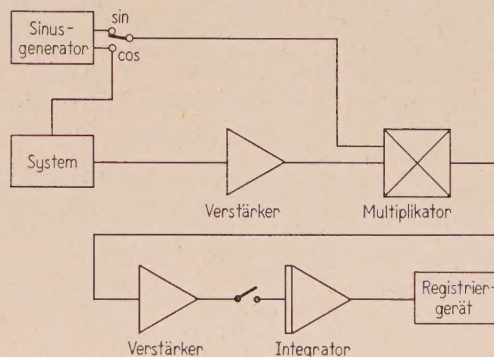 Sinus-
generator
sin
cos
System
Verstärker
Multiplikator
Verstärker
Integrator
Registrier-
gerät